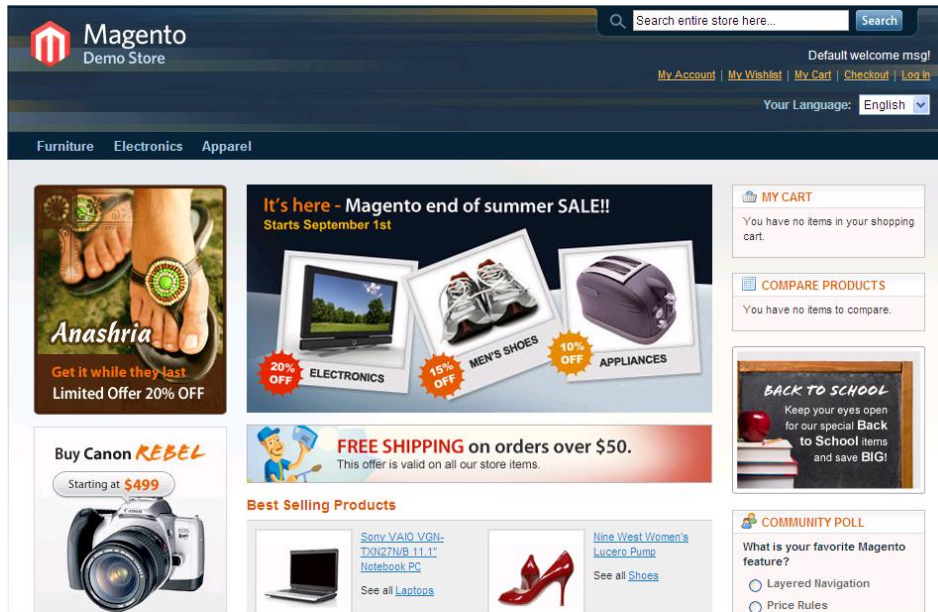 Magento
Demo Store
Search entire store here...
Search
Default welcome msg!
My Account | My Wishlist | My Cart | Checkout | Log In
Your Language: English
Furniture Electronics Apparel
Anashria
Get it while they last
Limited Offer 20% OFF
It's here - Magento end of summer SALE!!
Starts September 1st
20% OFF
ELECTRONICS
15% OFF
MEN'S SHOES
10% OFF
APPLIANCES
MY CART
You have no items in your shopping
cart.
COMPARE PRODUCTS
You have no items to compare.
BACK TO SCHOOL
Keep your eyes open
for our special Back
to School items
and save BIG!
Buy Canon REBEL
Starting at $499
Canon
EOS
FREE SHIPPING on orders over $50.
This offer is valid on all our store items.
Best Selling Products
Sony VAIO VGN-
TXN27N/B 11.1"
Notebook PC
See all Laptops
Nine West Women's
Lucero Pump
See all Shoes
COMMUNITY POLL
What is your favorite Magento
feature?
Layered Navigation
Price Rules